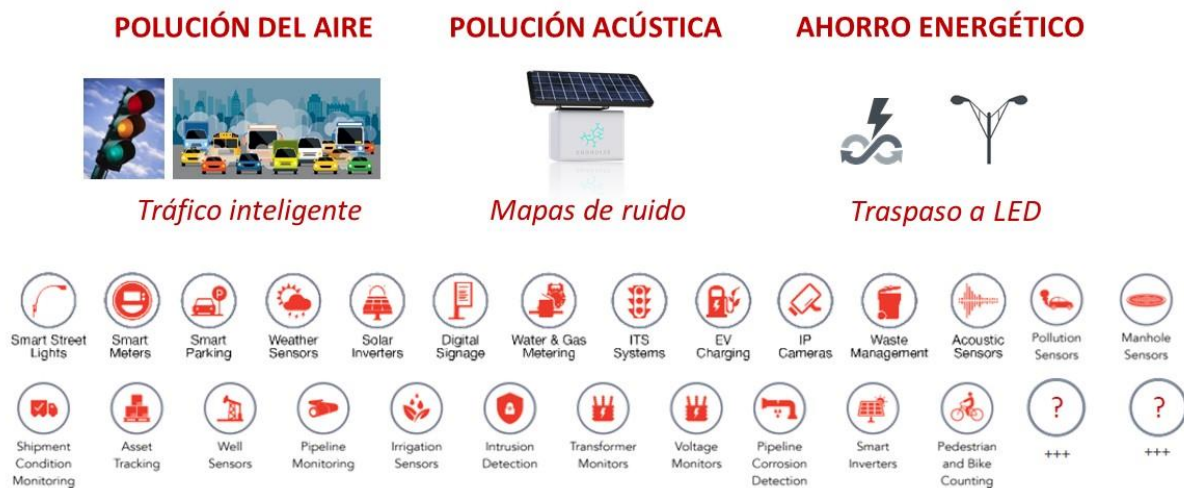 POLUCIÓN DEL AIRE
POLUCIÓN ACÚSTICA
AHORRO ENERGÉTICO
Tráfico inteligente
Mapas de ruido
Traspaso a LED
Smart Street
Lights
Smart
Meters
Smart
Parking
Weather
Sensors
Solar
Inverters
Digital
Signage
Water & Gas
Metering
ITS
Systems
EV
Charging
IP
Cameras
Waste
Management
Acoustic
Sensors
Pollution
Sensors
Manhole
Sensors
Shipment
Condition
Monitoring
Asset
Tracking
Well
Sensors
Pipeline
Monitoring
Irrigation
Sensors
Intrusion
Detection
Transformer
Monitors
Voltage
Monitors
Pipeline
Corrosion
Detection
Smart
Inverters
Pedestrian
and Bike
Counting
?
+++
?
+++